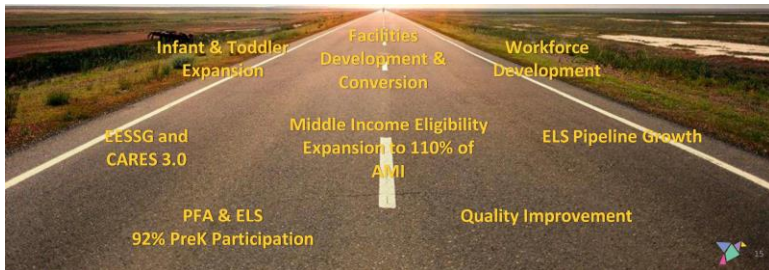 Infant & Toddler
Expansion
Facilities
Development &
Conversion
Workforce
Development
EESSG and
CARES 3.0
Middle Income Eligibility
Expansion to 110% of
AMI
ELS Pipeline Growth
PFA & ELS
92% PreK Participation
Quality Improvement
15